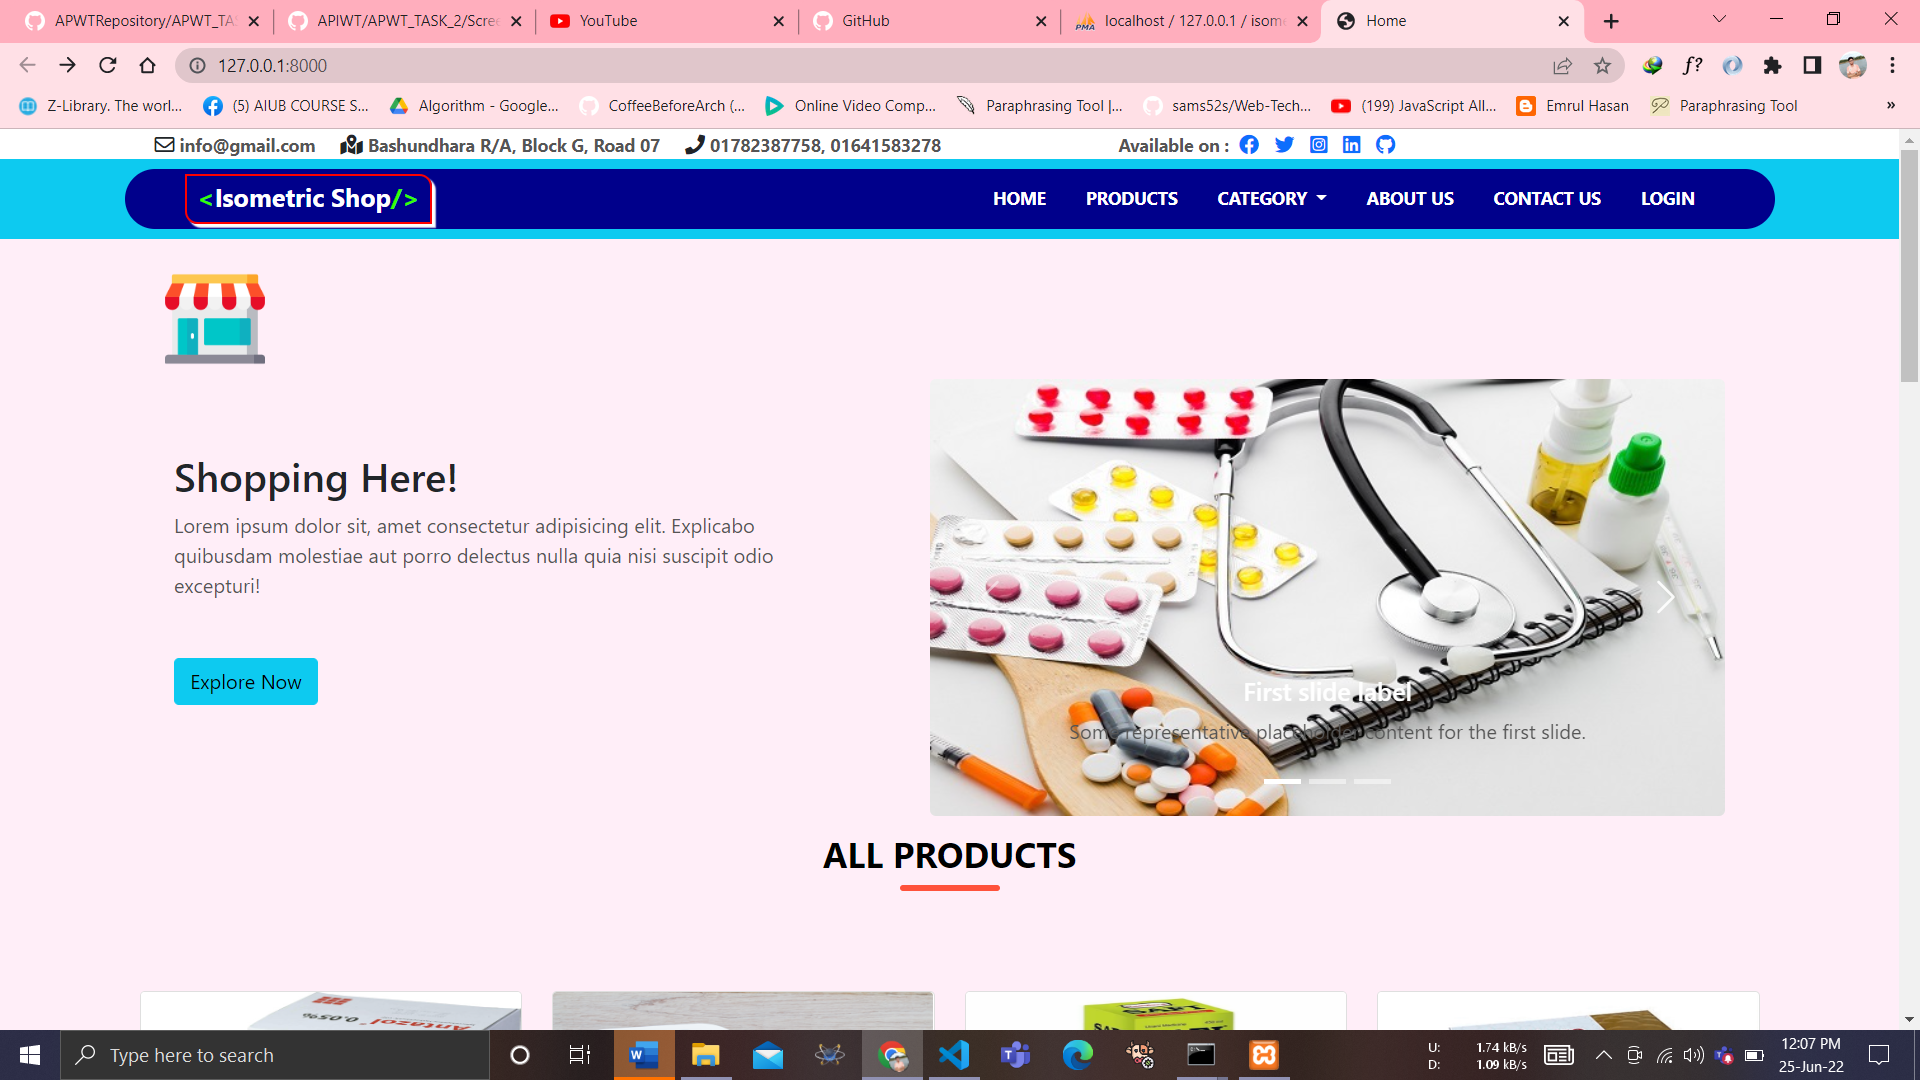 APWTRepository/APWT_TA
APIWT/APWT_TASK_2/Scree
YouTube
GitHub
localhost / 127.0.0.1 / isome
Home
127.0.0.1:8000
Z-Library. The worl...
(5) AIUB COURSE S...
Algorithm - Google...
CoffeeBeforeArch (...
Online Video Comp...
Paraphrasing Tool |...
sams52s/Web-Tech...
(199) JavaScript All...
Emrul Hasan
Paraphrasing Tool
»
info@gmail.com Bashundhara R/A, Block G, Road 07 01782387758, 01641583278 Available on :
<Isometric Shop/> HOME PRODUCTS CATEGORY ABOUT US CONTACT US LOGIN
Shopping Here!
Lorem ipsum dolor sit, amet consectetur adipisicing elit. Explicabo
quibusdam molestiae aut porro delectus nulla quia nisi suscipit odio
excepturi!
Explore Now
First slide label
Some representative placeholder content for the first slide.
ALL PRODUCTS
0.05%
Antazol
Type here to search
U: 1.74 kB/s
D: 1.09 kB/s
12:07 PM
25-Jun-22